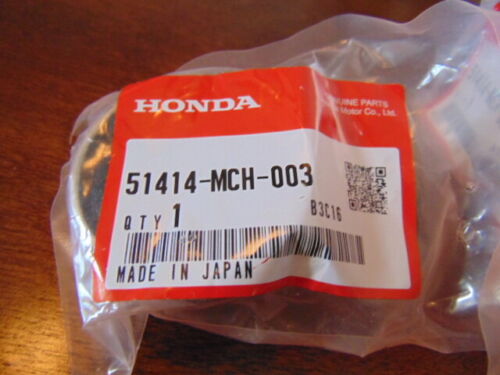 HONDA
GENUINE PARTS
Motor Co., Ltd.
51414-MCH-003
QTY 1
B3C16
MADE IN JAPAN